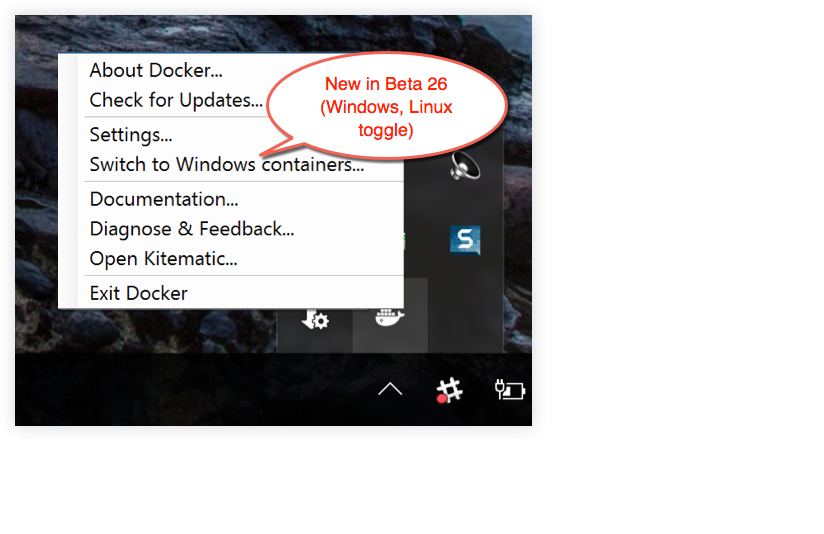 About Docker...
Check for Updates...
New in Beta 26
(Windows, Linux
toggle)
Settings...
Switch to Windows containers...
Documentation...
Diagnose & Feedback...
Open Kitematic...
Exit Docker
S